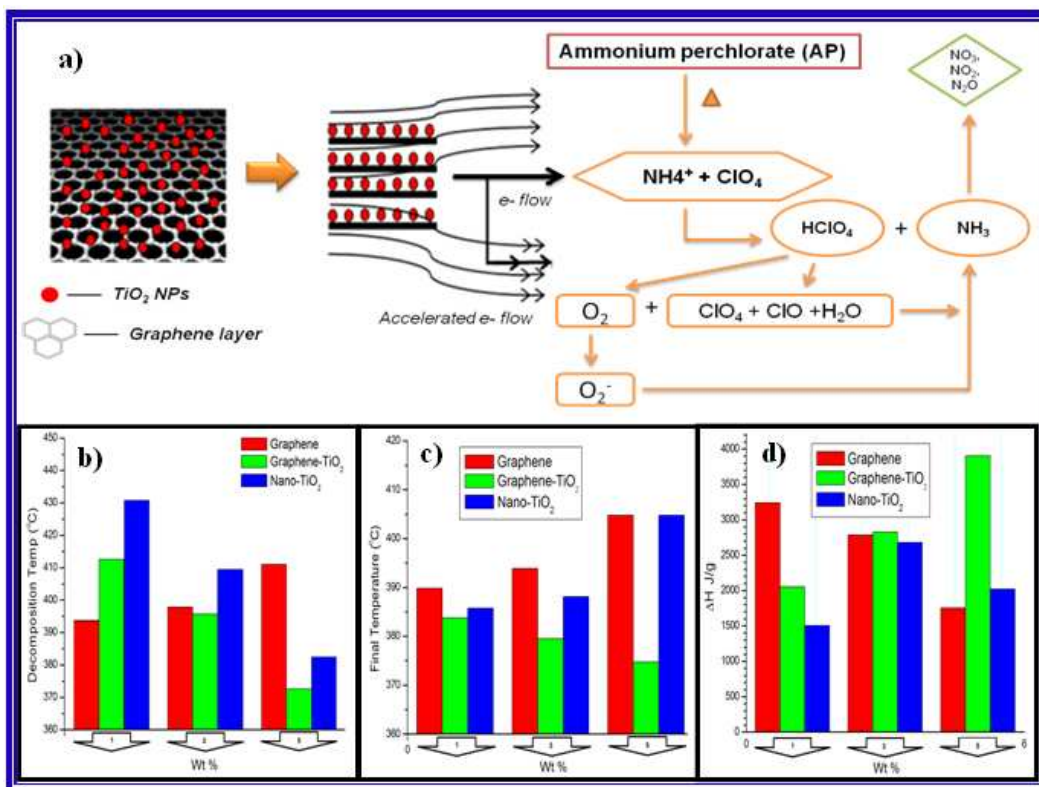 a)
Ammonium perchlorate (AP)
NO3,
NO2,
N2O
NH4+ + ClO4
e- flow
HClO4 + NH3
TiO2 NPs
Graphene layer
Accelerated e- flow
O2 + ClO4 + ClO +H2O
O2-
b)
Graphene
Graphene-TiO2
Nano-TiO2
Decomposition Temp (°C)
450
440
430
420
410
400
390
380
370
360
1
Wt %
c)
Graphene
Graphene-TiO2
Nano-TiO2
Final Temperature (°C)
420
410
400
390
380
370
360
0
1
Wt %
d)
Graphene
Graphene-TiO2
Nano-TiO2
ΔH J/g
4000
3500
3000
2500
2000
1500
1000
500
0
0
6
Wt %